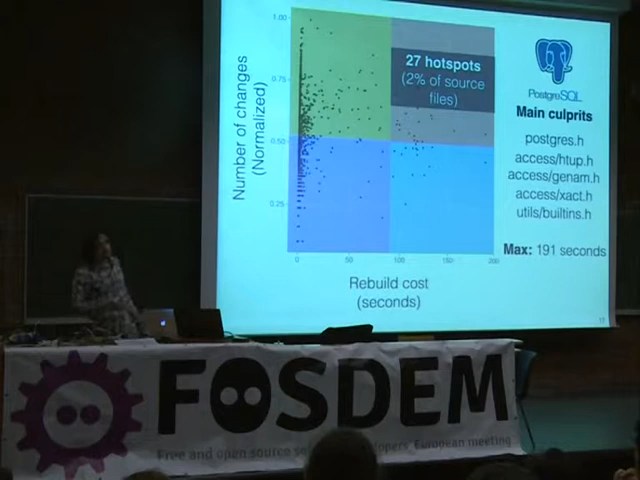 Number of changes
(Normalized)
1.00
0.75
0.50
0.25
0
50
100
150
200
Rebuild cost
(seconds)
27 hotspots
(2% of source
files)
PostgreSQL
Main culprits
postgres.h
access/htup.h
access/genam.h
access/xact.h
utils/builtins.h
Max: 191 seconds
FOSDEM
Free and open source so opers' European meeting